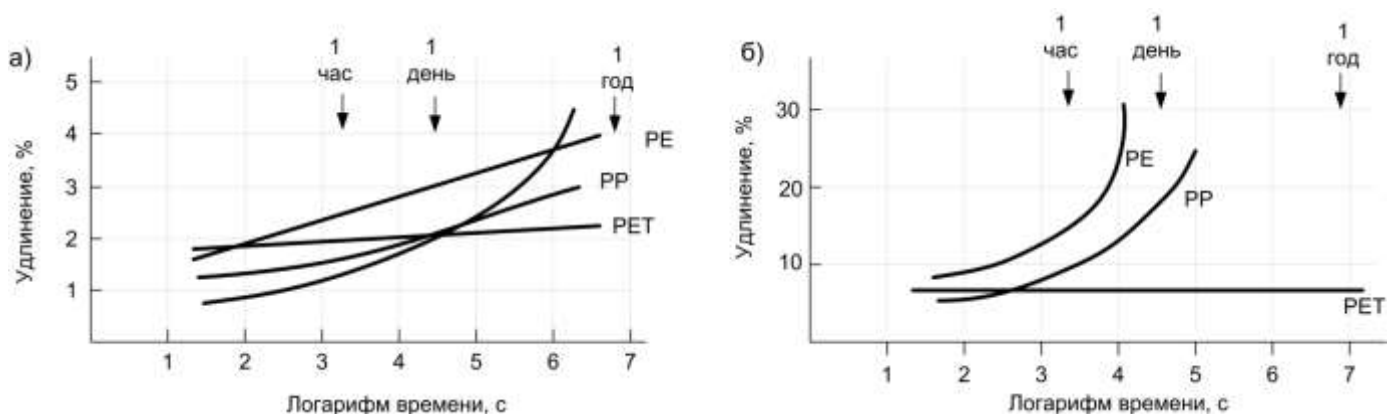 а)
Удлинение, %
5
4
3
2
1
1
час
1
день
1
год
PE
PP
PET
1 2 3 4 5 6 7
Логарифм времени, с
б)
Удлинение, %
30
20
10
1
час
1
день
1
год
PE
PP
PET
1 2 3 4 5 6 7
Логарифм времени, с